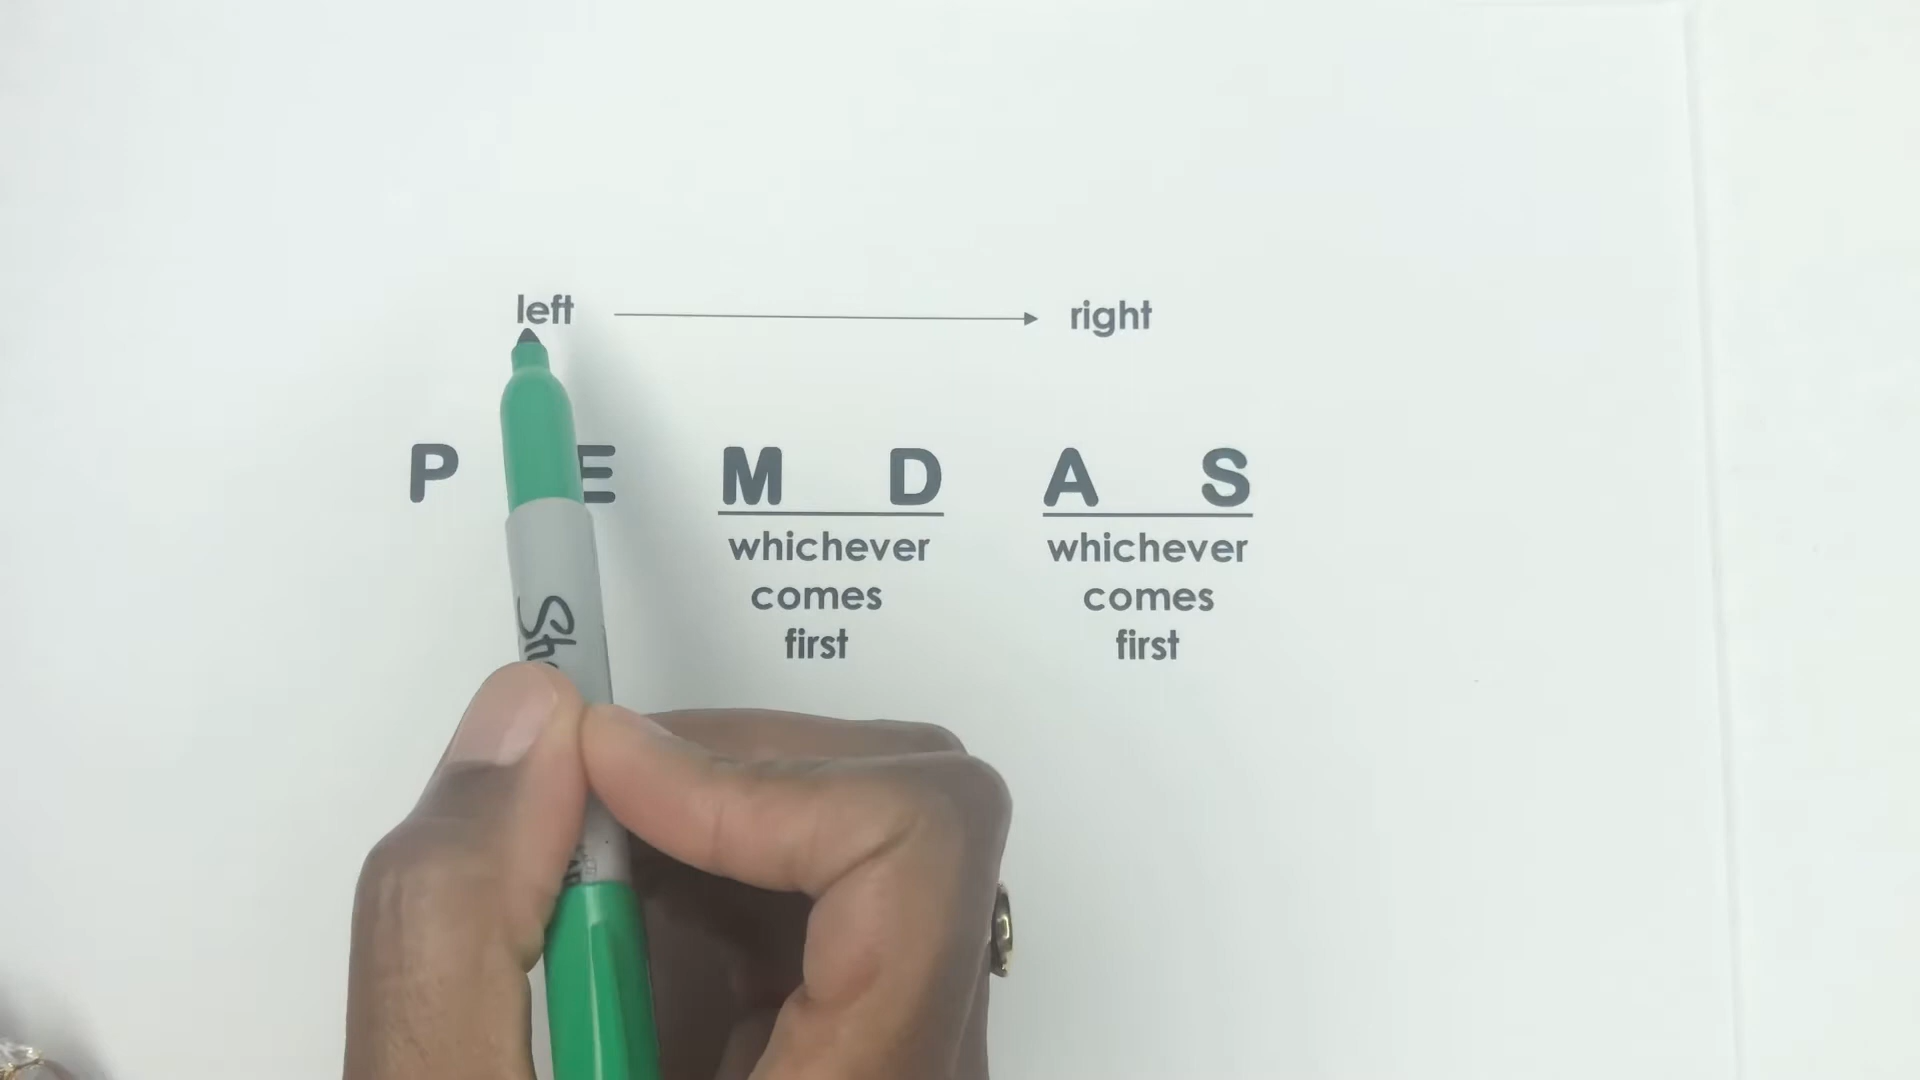 left right
P E M D A S
whichever whichever
comes comes
first first